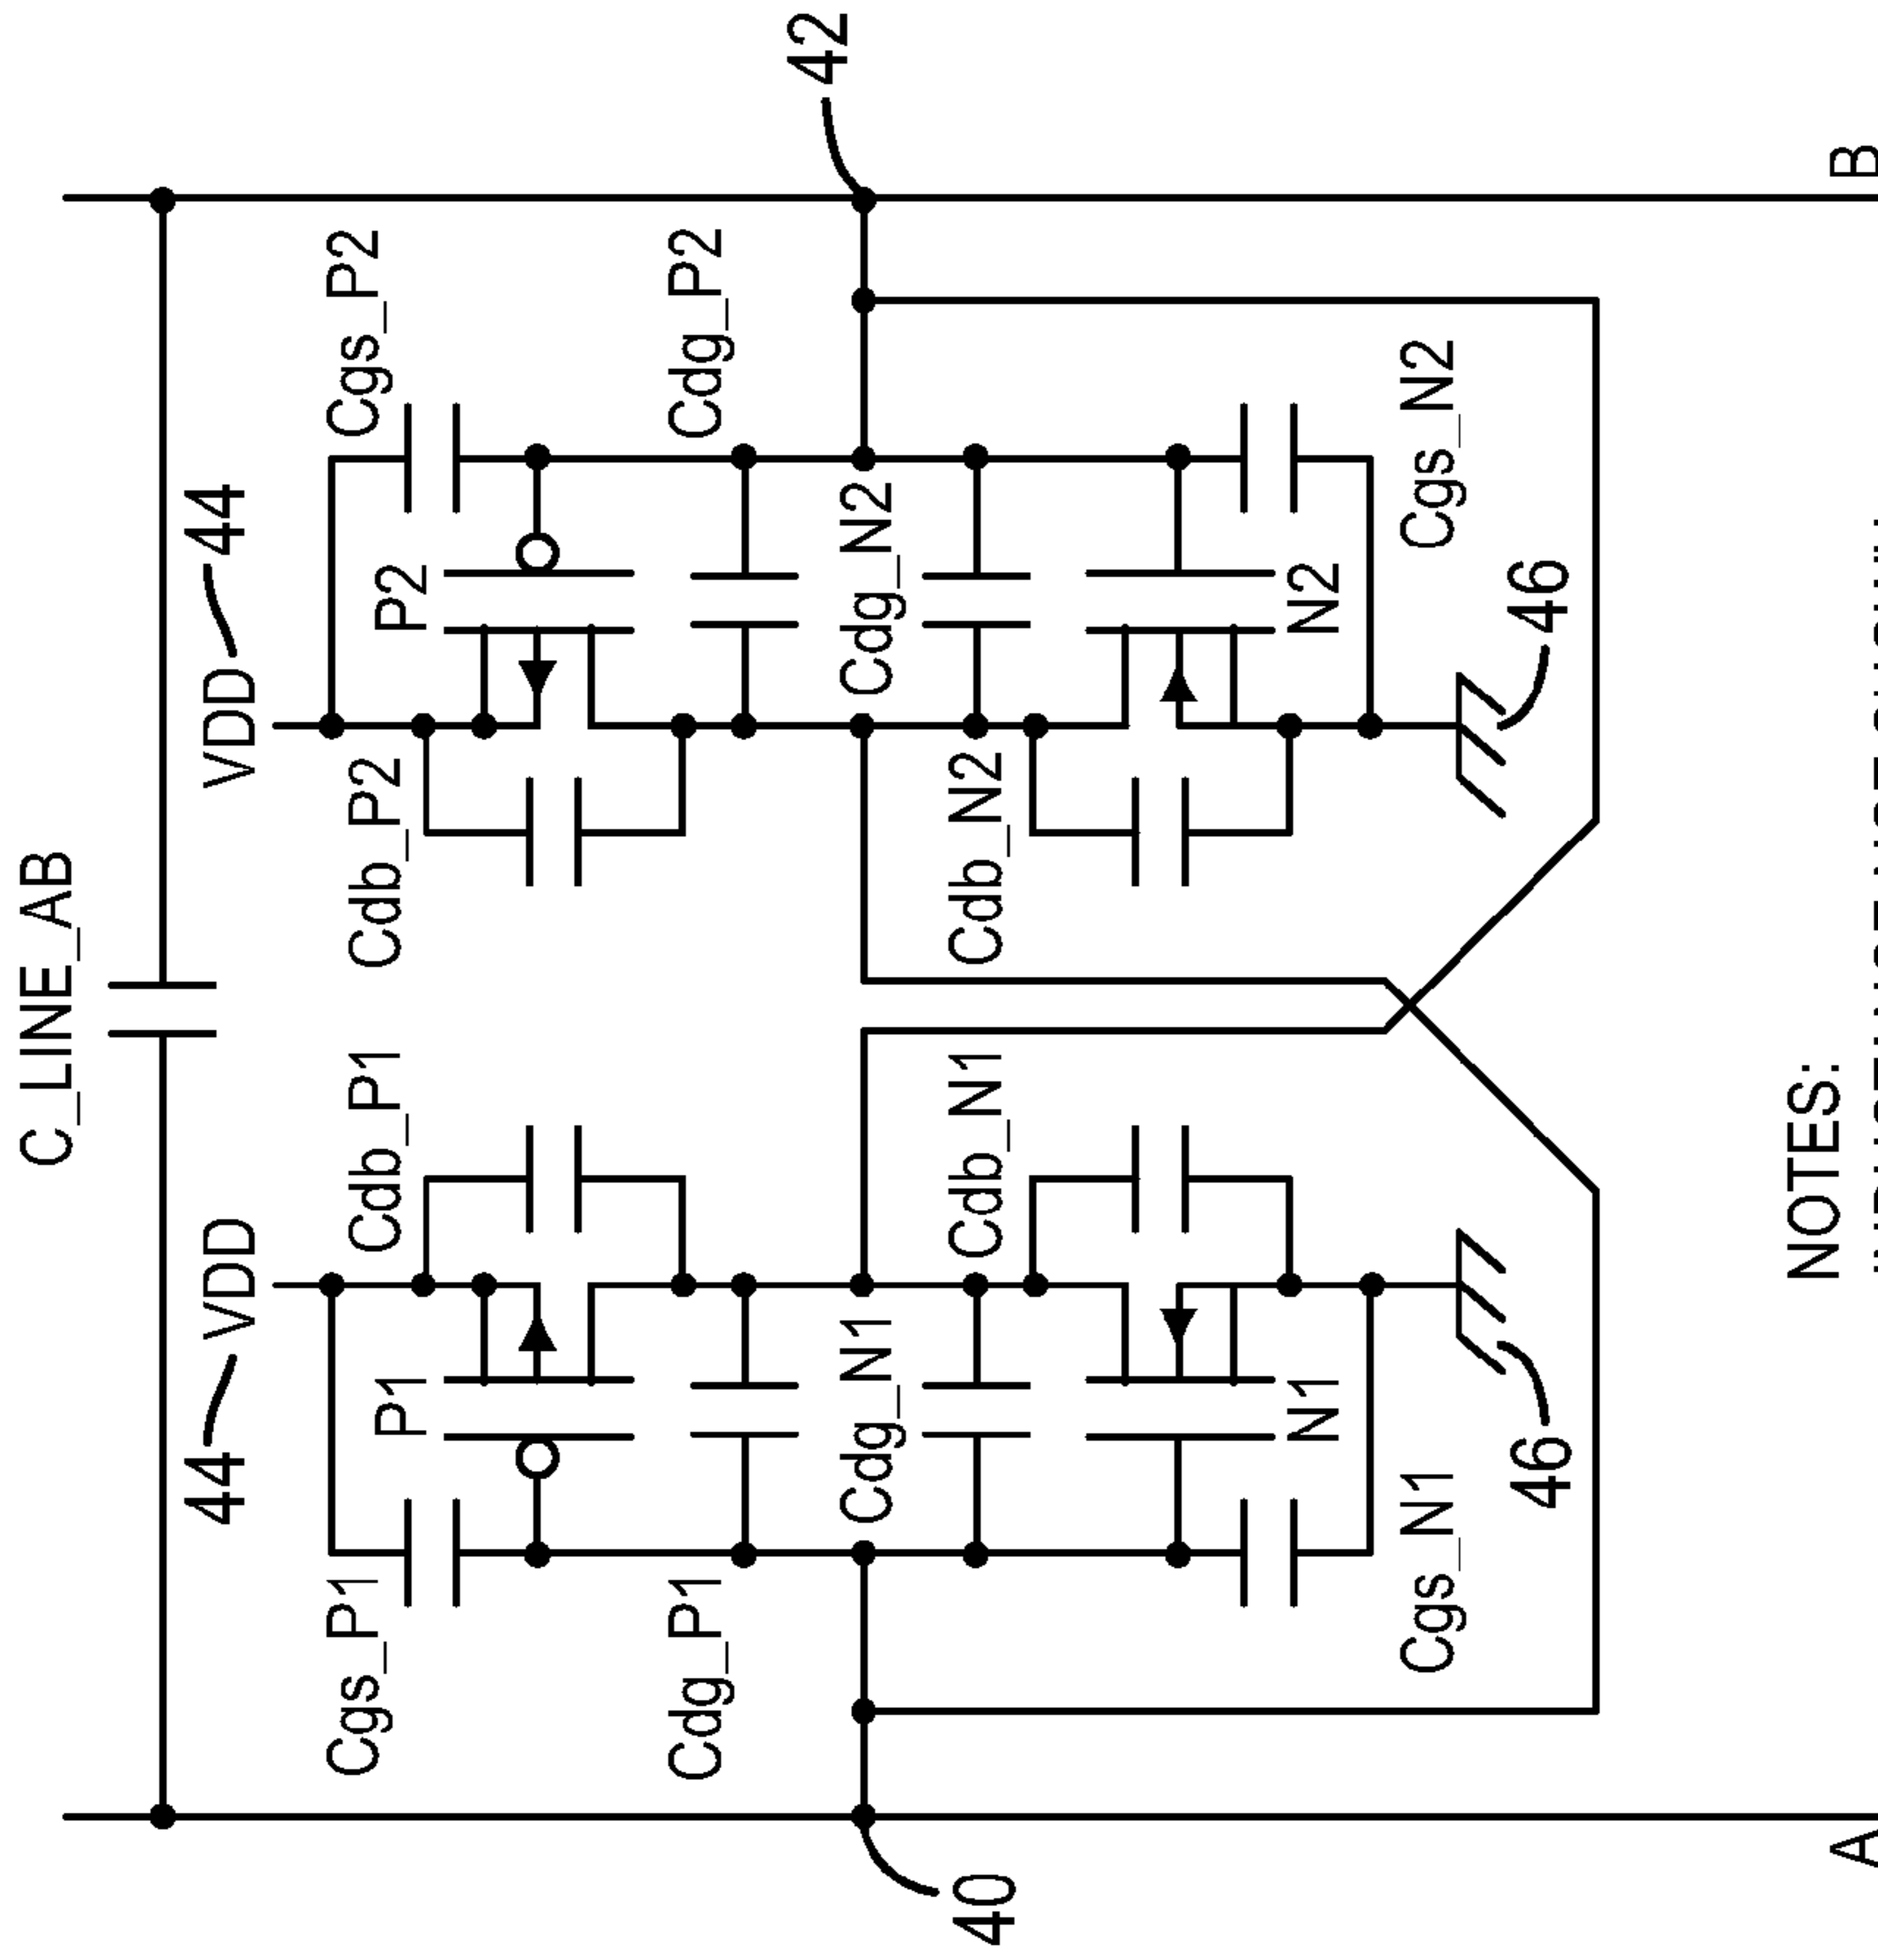 C_LINE_AB
44
VDD
VDD
44
Cgs_P1
P1
Cdb_P1
Cdb_P2
P2
Cgs_P2
Cdg_P1
Cdg_P2
40
Cdg_N1
Cdg_N2
42
Cdb_N1
Cdb_N2
N1
N2
Cgs_N1
Cgs_N2
46
46
NOTES:
A
B